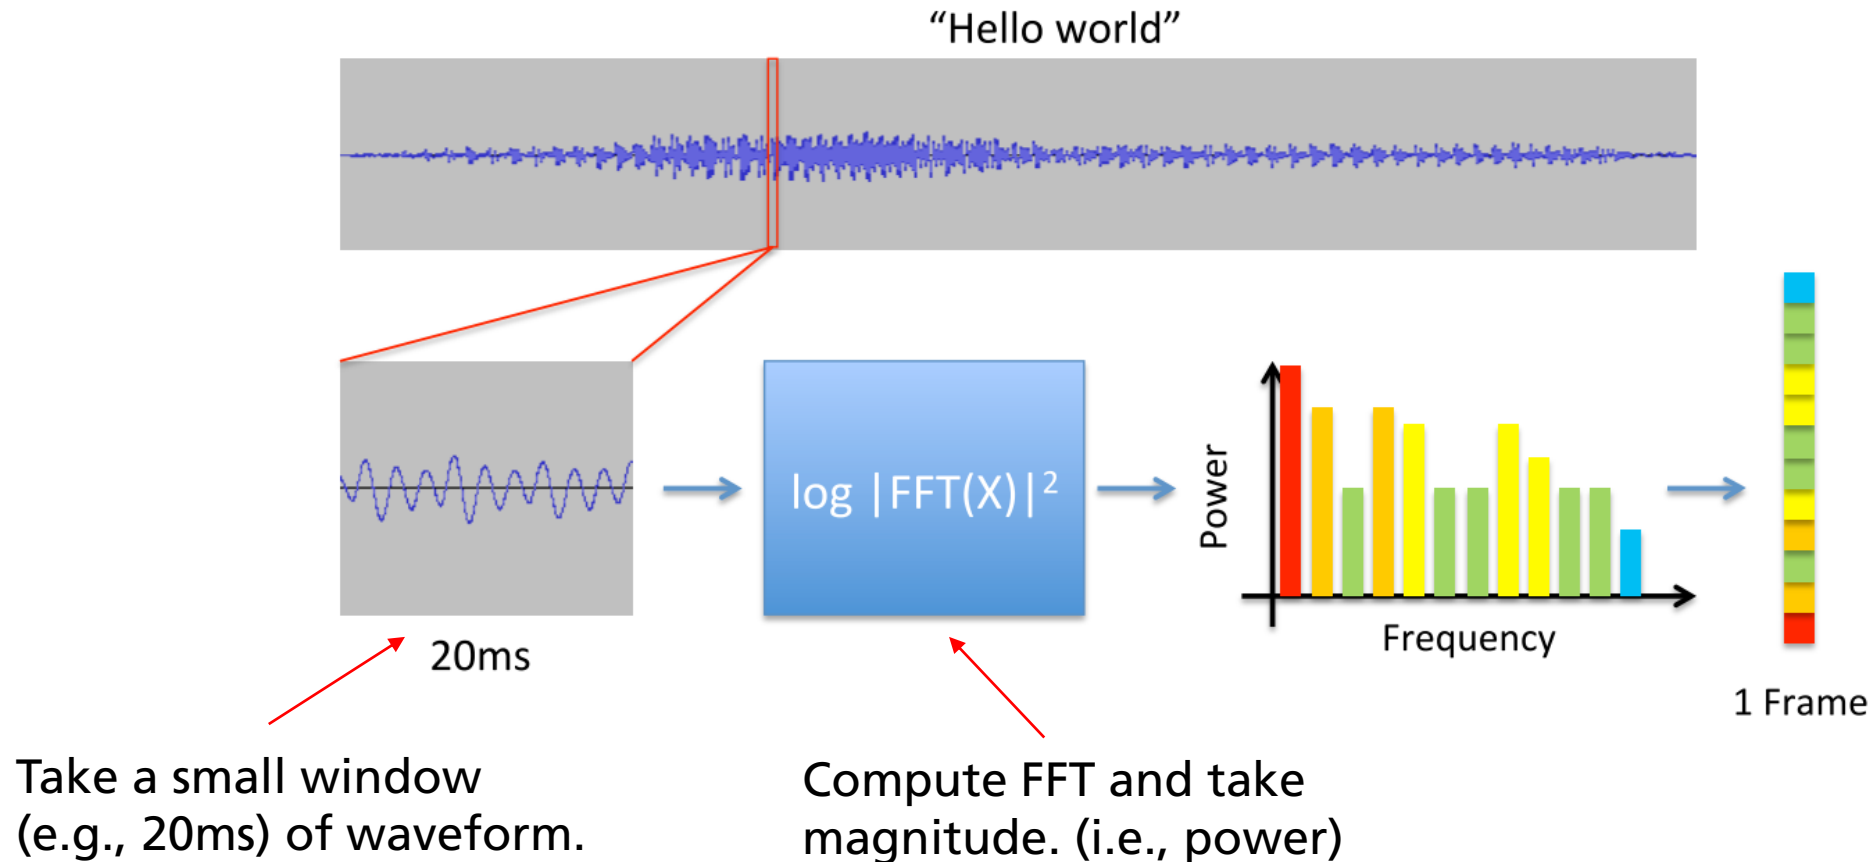 “Hello world”
20ms
log |FFT(X)|²
Power
Frequency
1 Frame
Take a small window
(e.g., 20ms) of waveform.
Compute FFT and take
magnitude. (i.e., power)